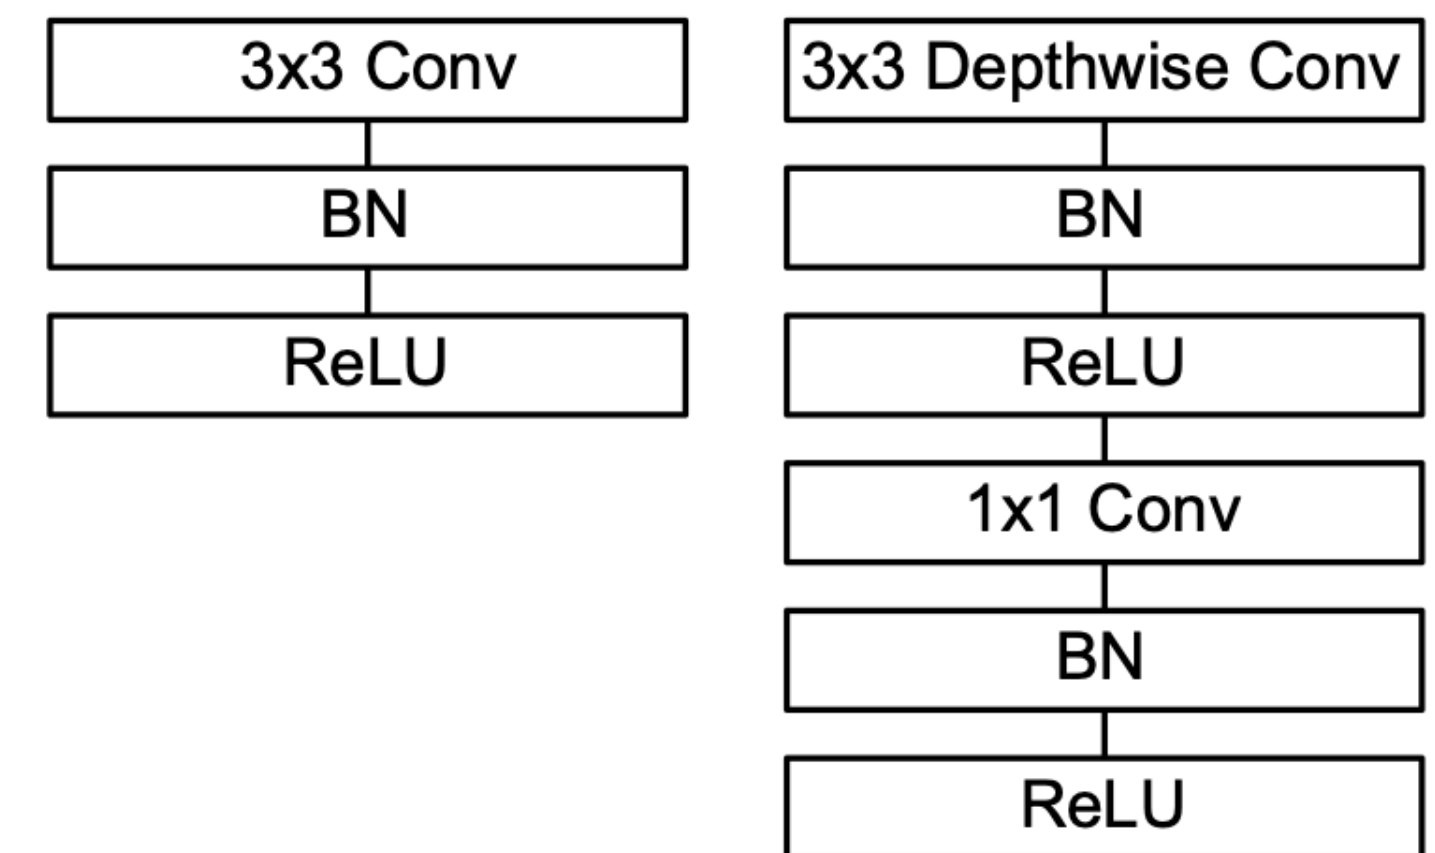 3x3 Conv
BN
ReLU
3x3 Depthwise Conv
BN
ReLU
1x1 Conv
BN
ReLU